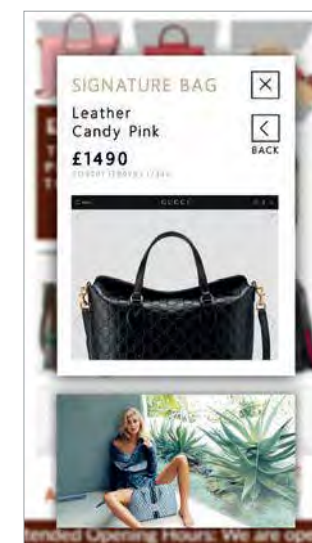 SIGNATURE BAG
Leather
Candy Pink
£1490
BACK
GUCCI
tended Opening Hours: We are ope